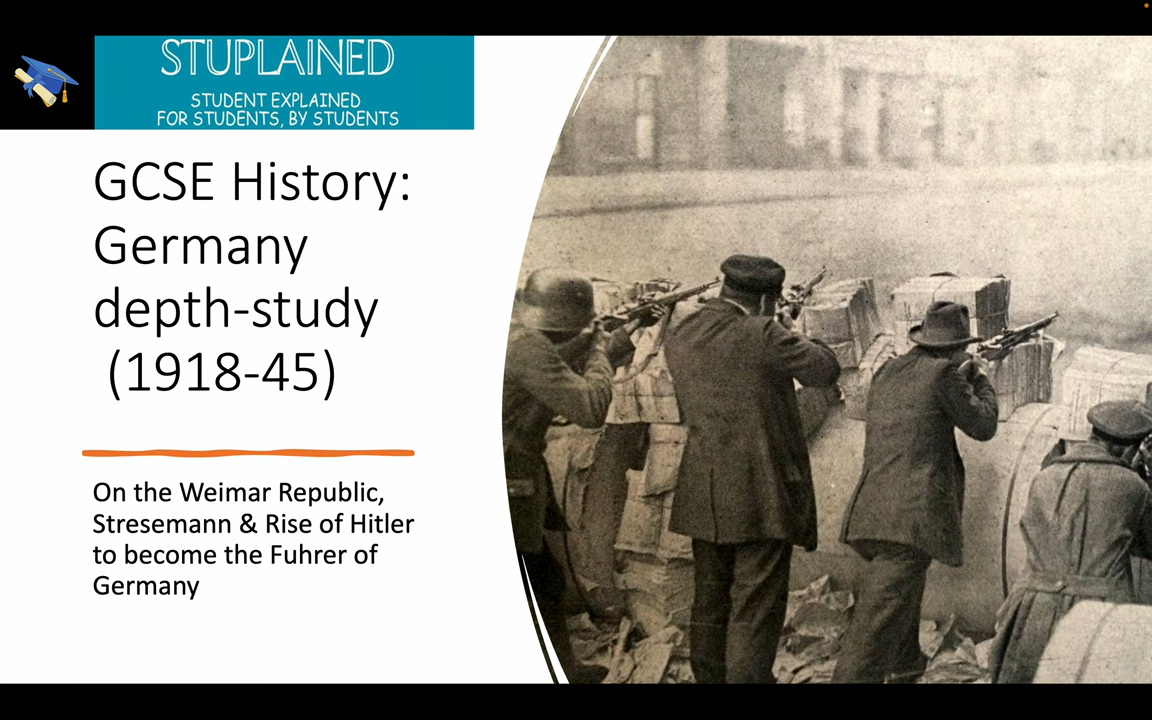 STUPLAINED
STUDENT EXPLAINED
FOR STUDENTS, BY STUDENTS
GCSE History:
Germany
depth-study
(1918-45)
On the Weimar Republic,
Stresemann & Rise of Hitler
to become the Fuhrer of
Germany